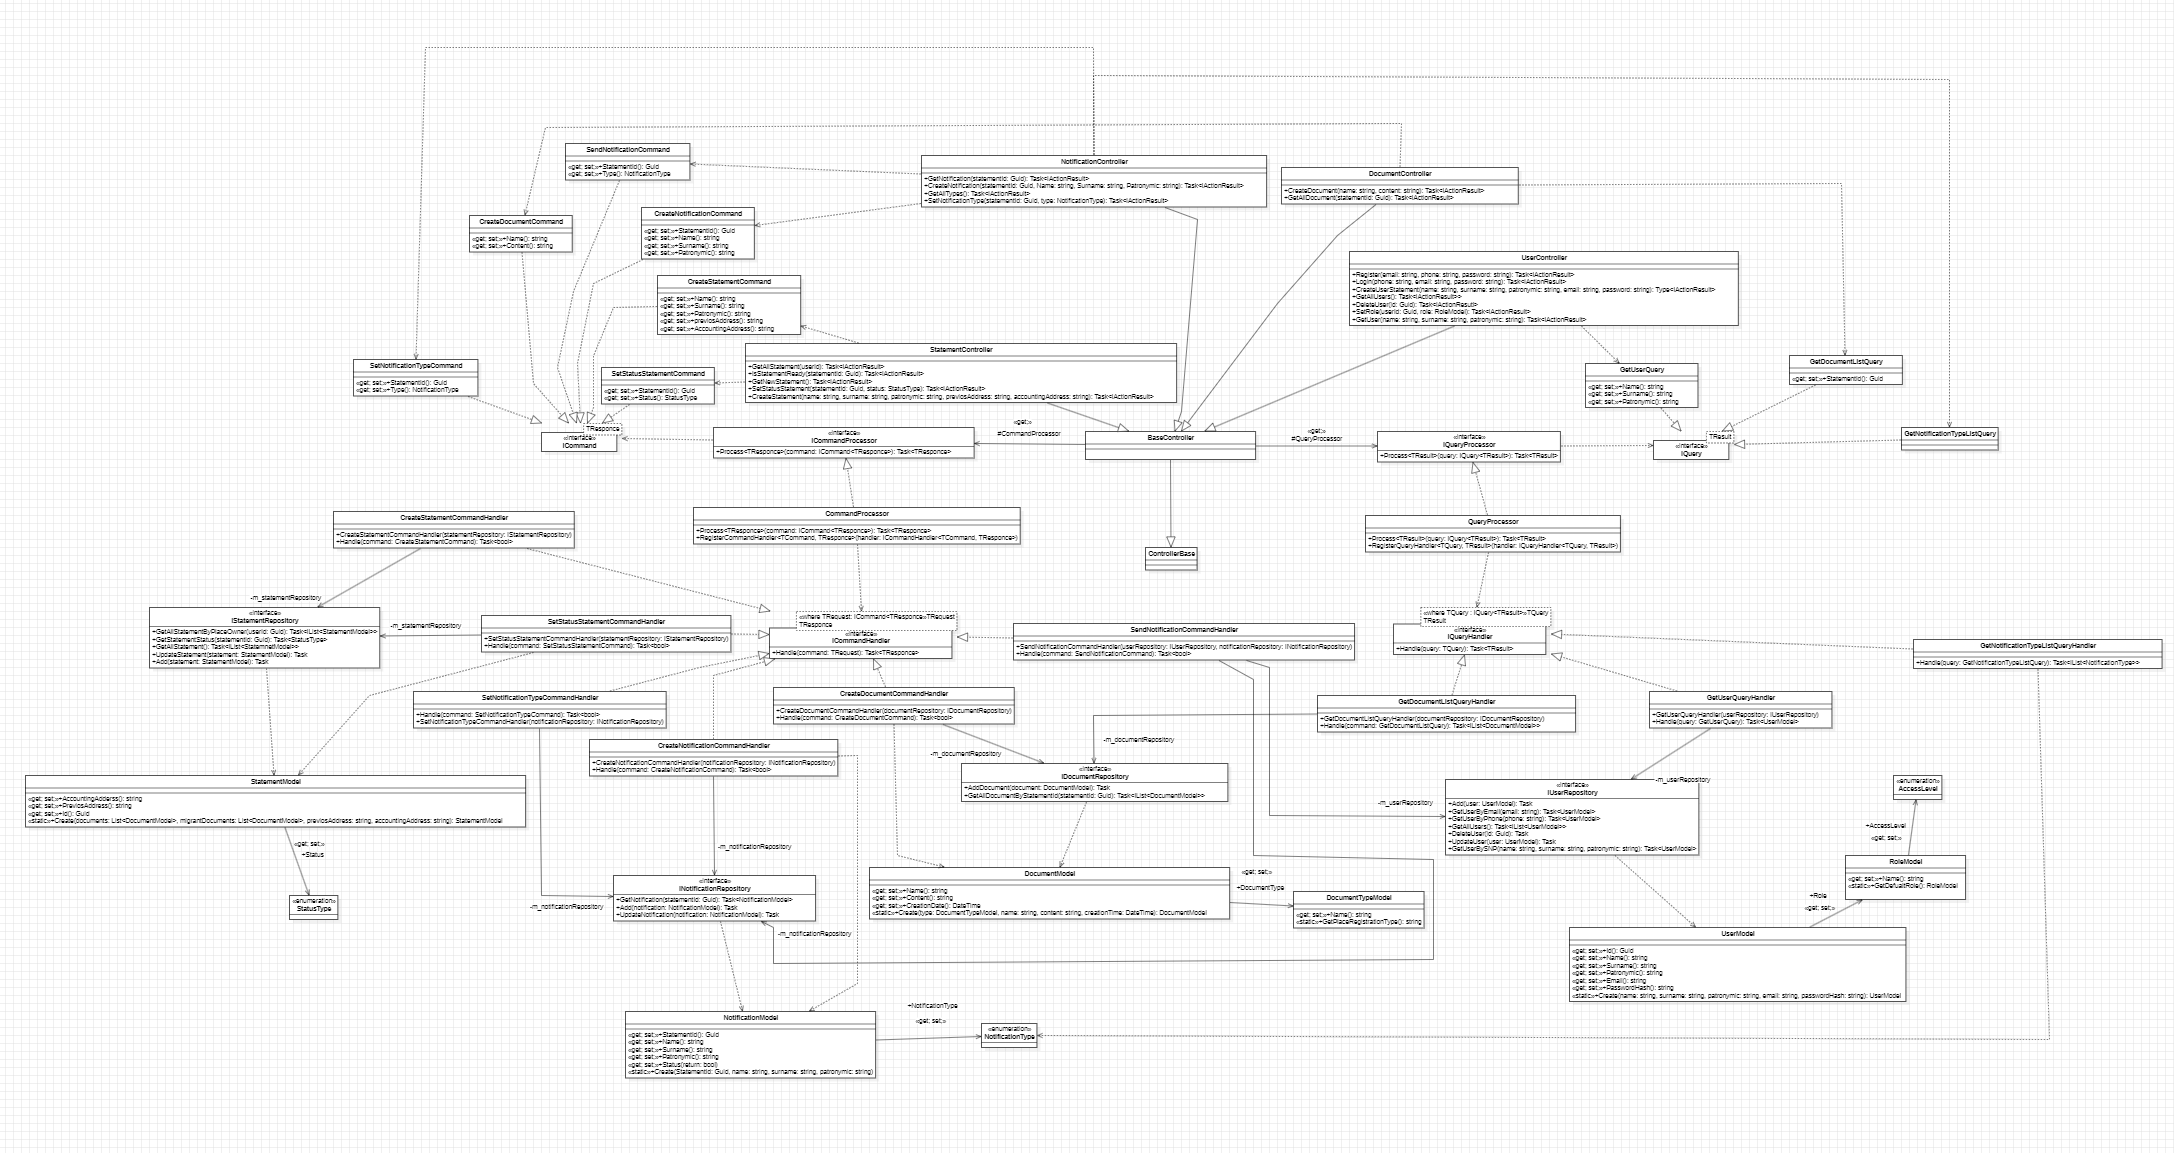 SendNotificationCommand
«get; set;»+StatementId(): Guid
«get; set;»+Type(): NotificationType
NotificationController
+GetNotification(statementId: Guid): Task<IActionResult>
+CreateNotification(statementId: Guid, Name: string, Surname: string, Patronymic: string): Task<IActionResult>
+GetAllTypes(): Task<IActionResult>
+SetNotificationType(statementId: Guid, type: NotificationType): Task<IActionResult>
DocumentController
+CreateDocument(name: string, content: string): Task<IActionResult>
+GetAllDocument(statementId: Guid): Task<IActionResult>
CreateDocumentCommand
«get; set;»+Name(): string
«get; set;»+Content(): string
CreateNotificationCommand
«get; set;»+StatementId(): Guid
«get; set;»+Name(): string
«get; set;»+Surname(): string
«get; set;»+Patronymic(): string
UserController
+Register(email: string, phone: string, password: string): Task<IActionResult>
+Login(phone: string, email: string, password: string): Task<IActionResult>
+CreateUserStatement(name: string, surname: string, patronymic: string, email: string, password: string): Type<IActionResult>
+GetAllUsers(): Task<IActionResult>>
+DeleteUser(id: Guid): Task<IActionResult>
+SetRole(userId: Guid, role: RoleModel): Task<IActionResult>
+GetUser(name: string, surname: string, patronymic: string): Task<IActionResult>
CreateStatementCommand
«get; set;»+Name(): string
«get; set;»+Surname(): string
«get; set;»+Patronymic(): string
«get; set;»+previosAddress(): string
«get; set;»+AccountingAddress(): string
StatementController
+GetAllStatement(userId): Task<IActionResult>
+IsStatementReady(statementId: Guid): Task<IActionResult>
+GetNewStatement(): Task<IActionResult>
+SetStatusStatement(statementId: Guid, status: StatusType): Task<IActionResult>
+CreateStatement(name: string, surname: string, patronymic: string, previosAddress: string, accountingAddress: string): Task<IActionResult>
SetNotificationTypeCommand
«get; set;»+StatementId(): Guid
«get; set;»+Type(): NotificationType
SetStatusStatementCommand
«get; set;»+StatementId(): Guid
«get; set;»+Status(): StatusType
GetUserQuery
«get; set;»+Name(): string
«get; set;»+Surname(): string
«get; set;»+Patronymic(): string
GetDocumentListQuery
«get; set;»+StatementId(): Guid
TResponce
«interface»
ICommand
«interface»
ICommandProcessor
+Process<TResponce>(command: ICommand<TResponce>): Task<TResponce>
«get;»
#CommandProcessor
BaseController
«get;»
#QueryProcessor
«interface»
IQueryProcessor
+Process<TResult>(query: IQuery<TResult>): Task<TResult>
TResult
«interface»
IQuery
GetNotificationTypeListQuery
CreateStatementCommandHandler
+CreateStatementCommandHandler(statementRepository: IStatementRepository)
+Handle(command: CreateStatementCommand): Task<bool>
CommandProcessor
+Process<TResponce>(command: ICommand<TResponce>): Task<TResponce>
+RegisterCommandHandler<TCommand, TResponce>(handler: ICommandHandler<TCommand, TResponce)
QueryProcessor
+Process<TResult>(query: IQuery<TResult>): Task<TResult>
+RegisterQueryHandler<TQuery, TResult>(handler: IQueryHandler<TQuery, TResult>)
ControllerBase
-m_statementRepository
«interface»
IStatementRepository
+GetAllStatementByPlaceOwner(userId: Guid): Task<IList<StatementModel>>
+GetStatementStatus(statementId: Guid): Task<StatusType>
+GetAllStatement(): Task<IList<StatemnetModel>>
+UpdateStatement(statement: StatementModel): Task
+Add(statement: StatementModel): Task
-m_statementRepository
SetStatusStatementCommandHandler
+SetStatusStatementCommandHandler(statementRepository: IStatementRepository)
+Handle(command: SetStatusStatementCommand): Task<bool>
«where TRequest: ICommand<TResponce>»TRequest
TResponce
«interface»
ICommandHandler
+Handle(command: TRequest): Task<TResponce>
SendNotificationCommandHandler
+SendNotificationCommandHandler(userRepository: IUserRepository, notificationRepository: INotificationRepository)
+Handle(command: SendNotificationCommand): Task<bool>
«where TQuery : IQuery<TResult>»TQuery
TResult
«interface»
IQueryHandler
+Handle(query: TQuery): Task<TResult>
GetNotificationTypeListQueryHandler
+Handle(query: GetNotificationTypeListQuery): Task<IList<NotificationType>>
SetNotificationTypeCommandHandler
+Handle(command: SetNotificationTypeCommand): Task<bool>
+SetNotificationTypeCommandHandler(notificationRepository: INotificationRepository)
CreateDocumentCommandHandler
+CreateDocumentCommandHandler(documentRepository: IDocumentRepository)
+Handle(command: CreateDocumentCommand): Task<bool>
GetDocumentListQueryHandler
+GetDocumentListQueryHandler(documentRepository: IDocumentRepository)
+Handle(command: GetDocumentListQuery): Task<IList<DocumentModel>>
GetUserQueryHandler
+GetUserQueryHandler(userRepository: IUserRepository)
+Handle(query: GetUserQuery): Task<UserModel>
CreateNotificationCommandHandler
+CreateNotificationCommandHandler(notificationRepository: INotificationRepository)
+Handle(command: CreateNotificationCommand): Task<bool>
-m_documentRepository
-m_documentRepository
«interface»
IDocumentRepository
+AddDocument(document: DocumentModel): Task
+GetAllDocumentByStatementId(statementId: Guid): Task<IList<DocumentModel>>
StatementModel
«get; set;»+AccountingAdderss(): string
«get; set;»+PreviosAddress(): string
«get; set;»+Id(): Guid
«static»+Create(documents: List<DocumentModel>, migrantDocuments: List<DocumentModel>, previosAddress: string, accountingAddress: string): StatementModel
-m_userRepository
-m_userRepository
«interface»
IUserRepository
+Add(user: UserModel): Task
+GetUserByEmail(email: string): Task<UserModel>
+GetUserByPhone(phone: string): Task<UserModel>
+GetAllUsers(): Task<IList<UserModel>>
+DeleteUser(id: Guid): Task
+UpdateUser(user: UserModel): Task
+GetUserBySNP(name: string, surname: string, patronymic: string): Task<UserModel>
«enumeration»
AccessLevel
+AccessLevel
«get; set;»
«get; set;»
+Status
-m_notificationRepository
RoleModel
«get; set;»+Name(): string
«static»+GetDefualtRole(): RoleModel
«enumeration»
StatusType
-m_notificationRepository
«interface»
INotificationRepository
+GetNotification(statementId: Guid): Task<NotificationModel>
+Add(notification: NotificationModel): Task
+UpdateNotification(notification: NotificationModel): Task
DocumentModel
«get; set;»+Name(): string
«get; set;»+Content(): string
«get; set;»+CreationDate(): DateTime
«static»+Create(type: DocumentTypeModel, name: string, content: string, creationTime: DateTime): DocumentModel
«get; set;»
+DocumentType
DocumentTypeModel
«get; set;»+Name(): string
«static»+GetPlaceRegistrationType(): string
+Role
«get; set;»
-m_notificationRepository
UserModel
«get; set;»+Id(): Guid
«get; set;»+Name(): string
«get; set;»+Surname(): string
«get; set;»+Patronymic(): string
«get; set;»+Email(): string
«get; set;»+PasswordHash(): string
«static»+Create(name: string, surname: string, patronymic: string, email: string, passwordHash: string): UserModel
NotificationModel
«get; set;»+StatementId(): Guid
«get; set;»+Name(): string
«get; set;»+Surname(): string
«get; set;»+Patronymic(): string
«get; set;»+Status(return: bool)
«static»+Create(StatementId: Guid, name: string, surname: string, patronymic: string)
+NotificationType
«get; set;»
«enumeration»
NotificationType